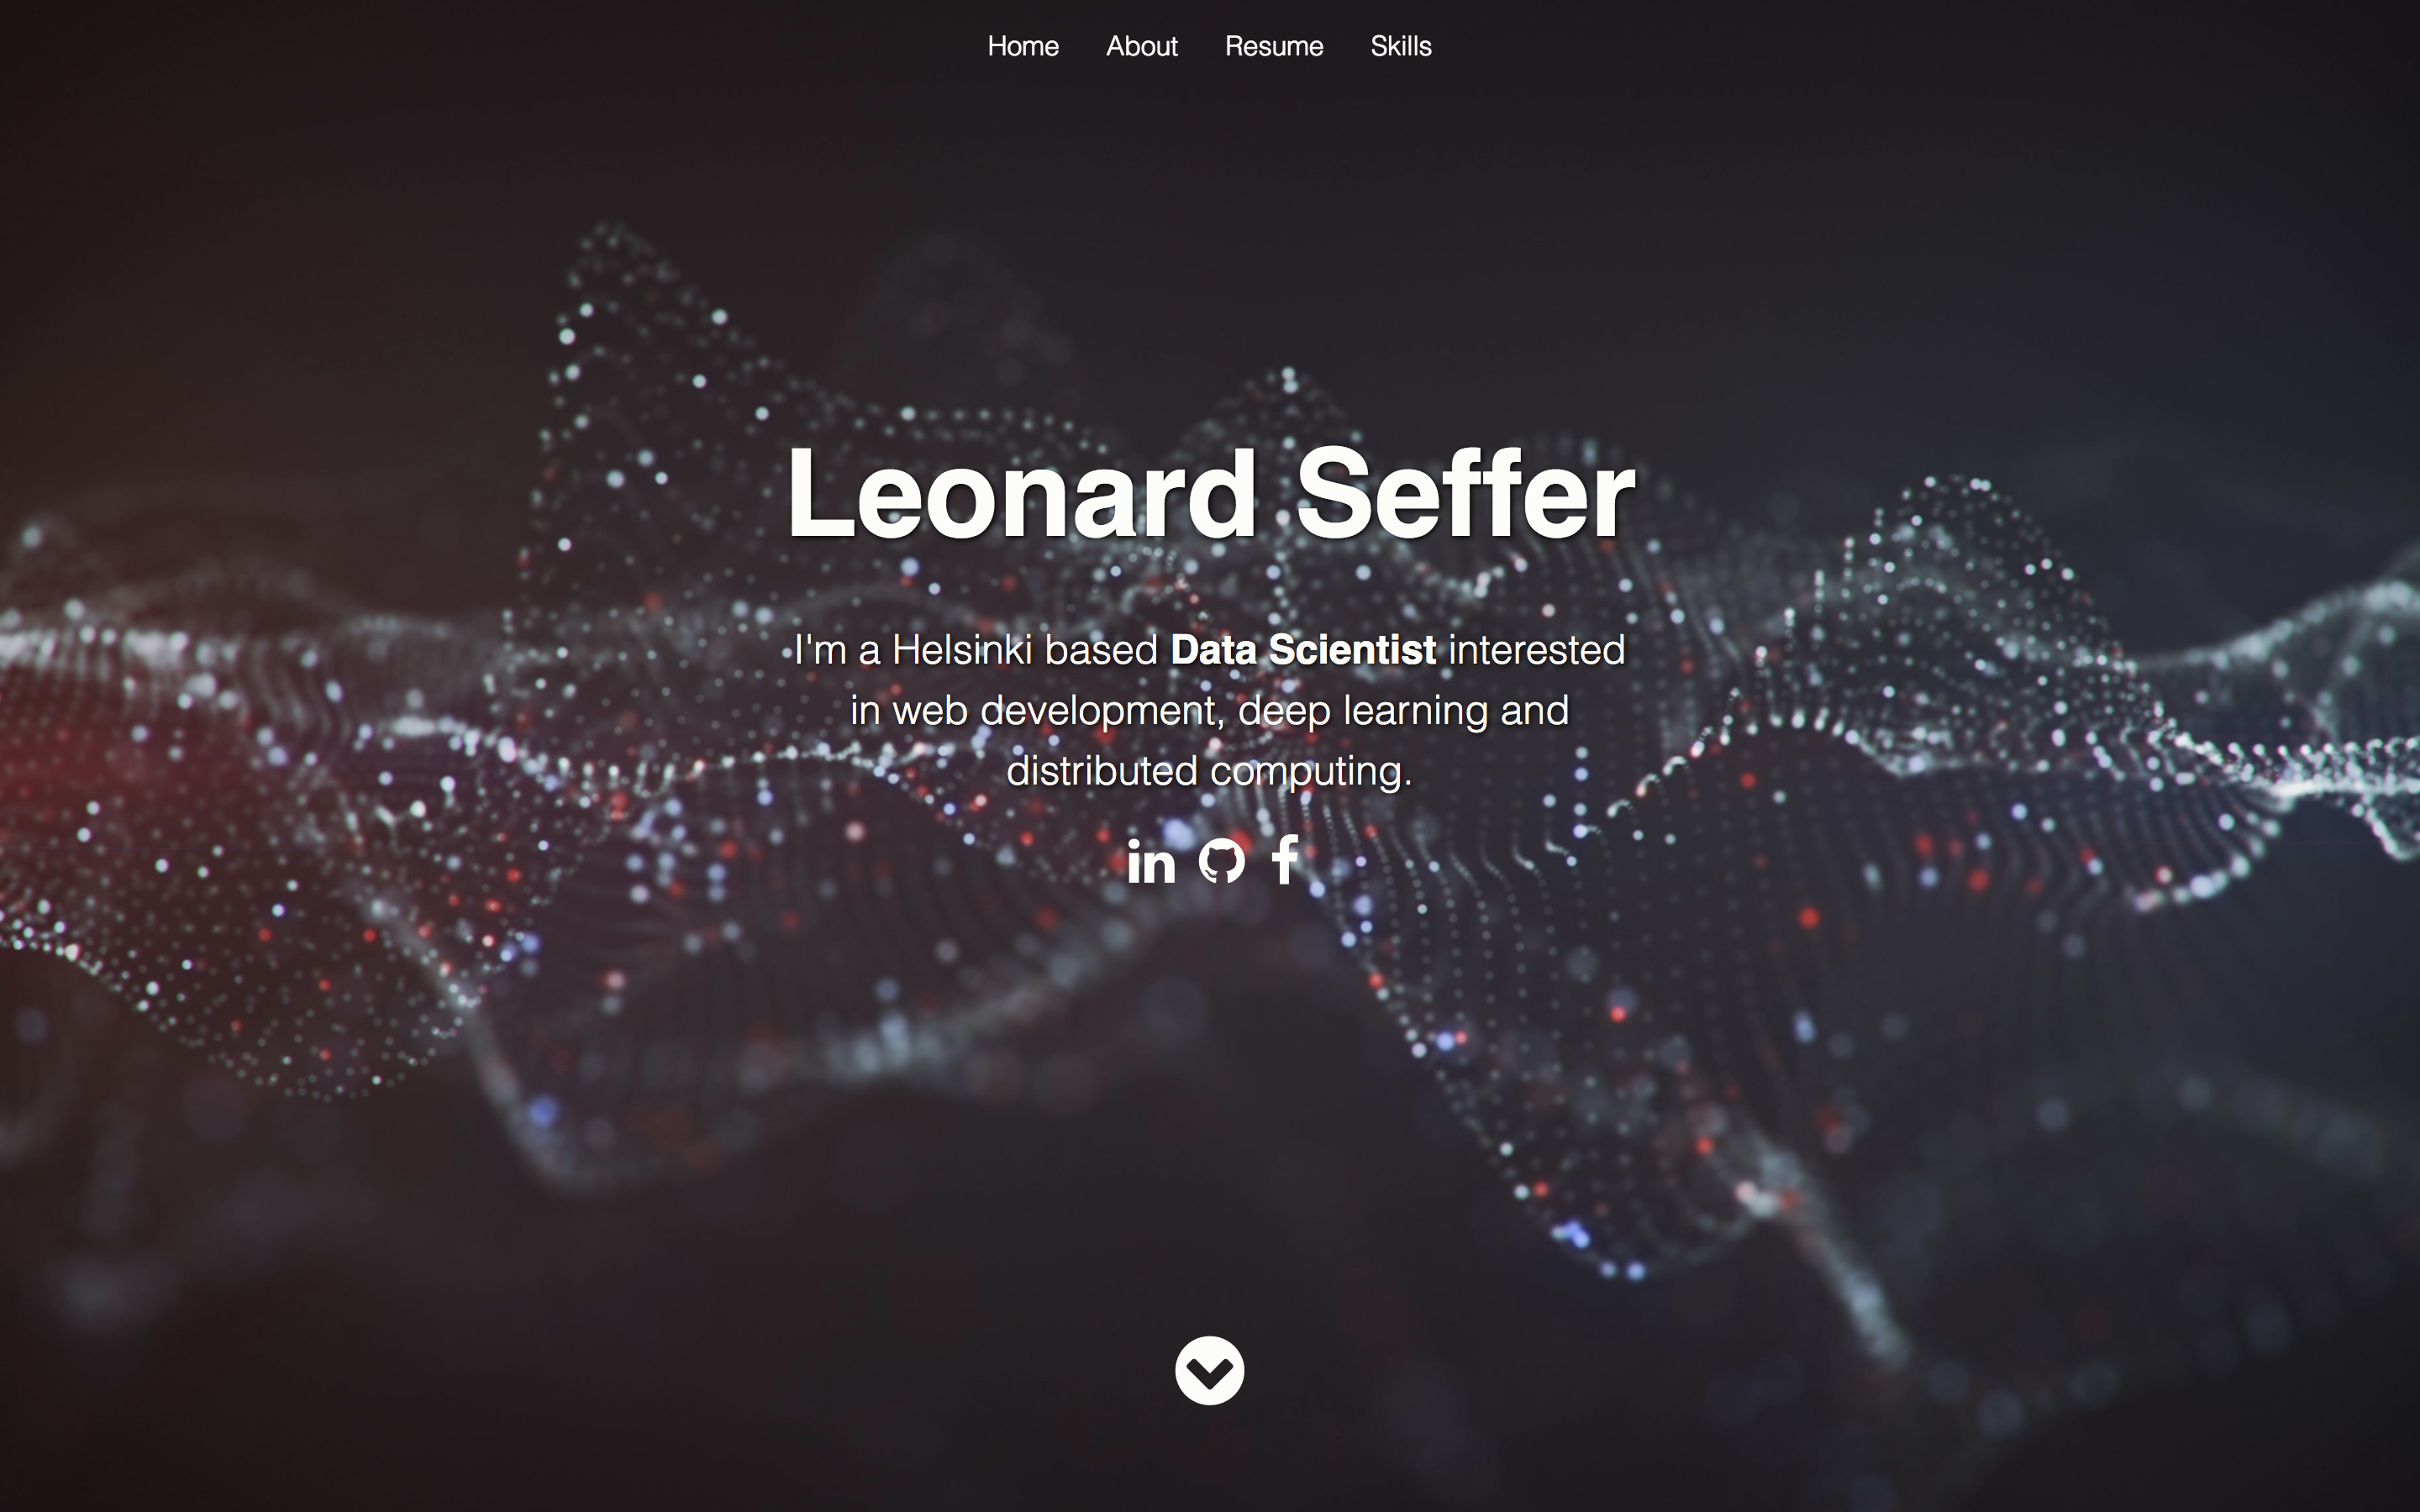 Home About Resume Skills
Leonard Seffer
I'm a Helsinki based Data Scientist interested
in web development, deep learning and
distributed computing.
in f